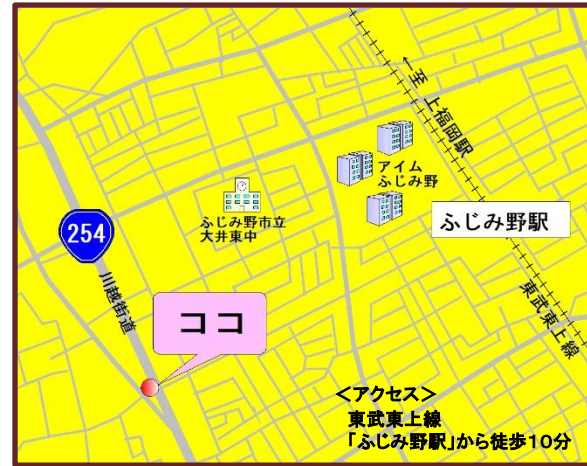 ←至 上福岡駅
アイム
ふじみ野
ふじみ野市立
大井東中
ふじみ野駅
254
川越街道
東武東上線
ココ
＜アクセス＞
東武東上線
「ふじみ野駅」から徒歩１０分